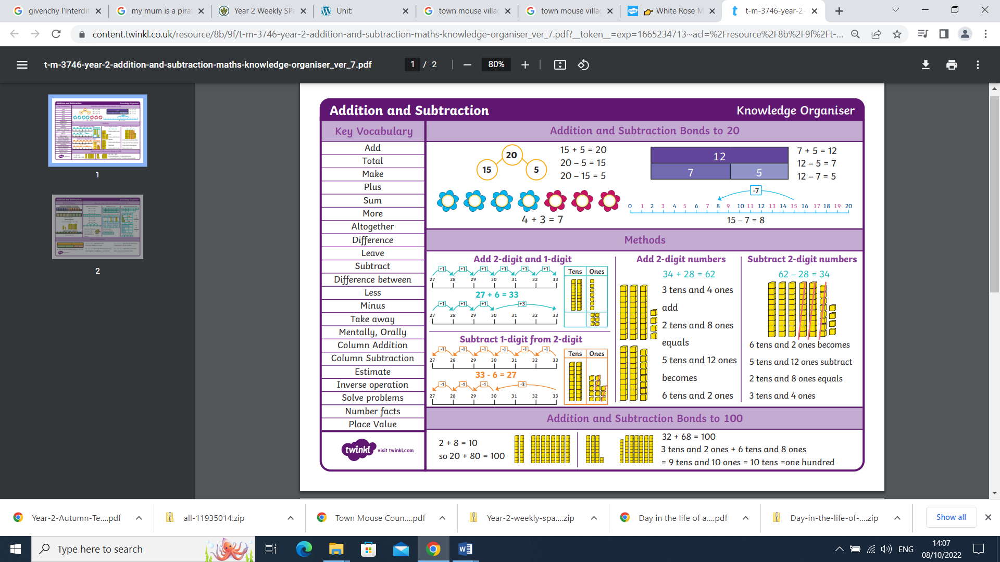 givenchy l'interdit
my mum is a pira
Year 2 Weekly SPa
Unit:
town mouse villag
town mouse villag
White Rose M
t-m-3746-year-2-
content.twinkl.co.uk/resource/8b/9f/t-m-3746-year-2-addition-and-subtraction-maths-knowledge-organiser_ver_7.pdf?__token__=exp=1665234713~acl=%2Fresource%2F8b%2F9f%2Ft-...
t-m-3746-year-2-addition-and-subtraction-maths-knowledge-organiser_ver_7.pdf
1 / 2
80%
1
2
Addition and Subtraction
Knowledge Organiser
Key Vocabulary
Add
Total
Make
Plus
Sum
More
Altogether
Difference
Leave
Subtract
Difference between
Less
Minus
Take away
Mentally, Orally
Column Addition
Column Subtraction
Estimate
Inverse operation
Solve problems
Number facts
Place Value
twinkl visit twinkl.com
Addition and Subtraction Bonds to 20
20
15 5
15 + 5 = 20
20 – 5 = 15
20 – 15 = 5
12
7 5
7 + 5 = 12
12 – 5 = 7
12 – 7 = 5
4 + 3 = 7
-7
0 1 2 3 4 5 6 7 8 9 10 11 12 13 14 15 16 17 18 19 20
15 – 7 = 8
Methods
Add 2-digit and 1-digit
+1 +1 +1 +1 +1 +1
27 28 29 30 31 32 33
27 + 6 = 33
+1 +1 +1 +3
27 28 29 30 31 32 33
Tens Ones
Subtract 1-digit from 2-digit
-1 -1 -1 -1 -1 -1
27 28 29 30 31 32 33
33 - 6 = 27
-1 -1 -1 -3
27 28 29 30 31 32 33
Tens Ones
Add 2-digit numbers
34 + 28 = 62
3 tens and 4 ones
add
2 tens and 8 ones
equals
5 tens and 12 ones
becomes
6 tens and 2 ones
Subtract 2-digit numbers
62 – 28 = 34
6 tens and 2 ones becomes
5 tens and 12 ones subtract
2 tens and 8 ones equals
3 tens and 4 ones
Addition and Subtraction Bonds to 100
2 + 8 = 10
so 20 + 80 = 100
32 + 68 = 100
3 tens and 2 ones + 6 tens and 8 ones
= 9 tens and 10 ones = 10 tens =one hundred
Year-2-Autumn-Te....pdf
all-11935014.zip
Town Mouse Coun....pdf
Year-2-weekly-spa....zip
Day in the life of a....pdf
Day-in-the-life-of-....zip
Show all
Type here to search
ENG
14:07
08/10/2022